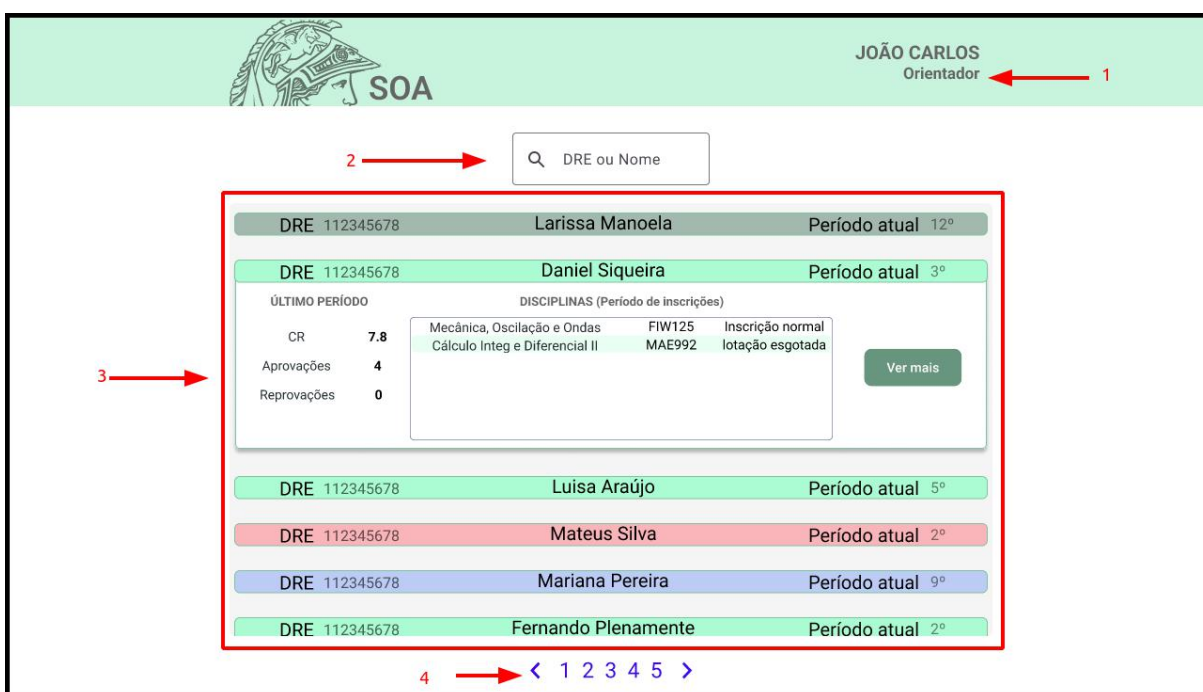 SOA
JOÃO CARLOS
Orientador
1
2
DRE ou Nome
3
DRE 112345678 Larissa Manoela Período atual 12º
DRE 112345678 Daniel Siqueira Período atual 3º
ÚLTIMO PERÍODO DISCIPLINAS (Período de inscrições)
CR 7.8
Aprovações 4
Reprovações 0
Mecânica, Oscilação e Ondas FIW125 Inscrição normal
Cálculo Integ e Diferencial II MAE992 lotação esgotada
Ver mais
DRE 112345678 Luisa Araújo Período atual 5º
DRE 112345678 Mateus Silva Período atual 2º
DRE 112345678 Mariana Pereira Período atual 9º
DRE 112345678 Fernando Plenamente Período atual 2º
4
< 1 2 3 4 5 >